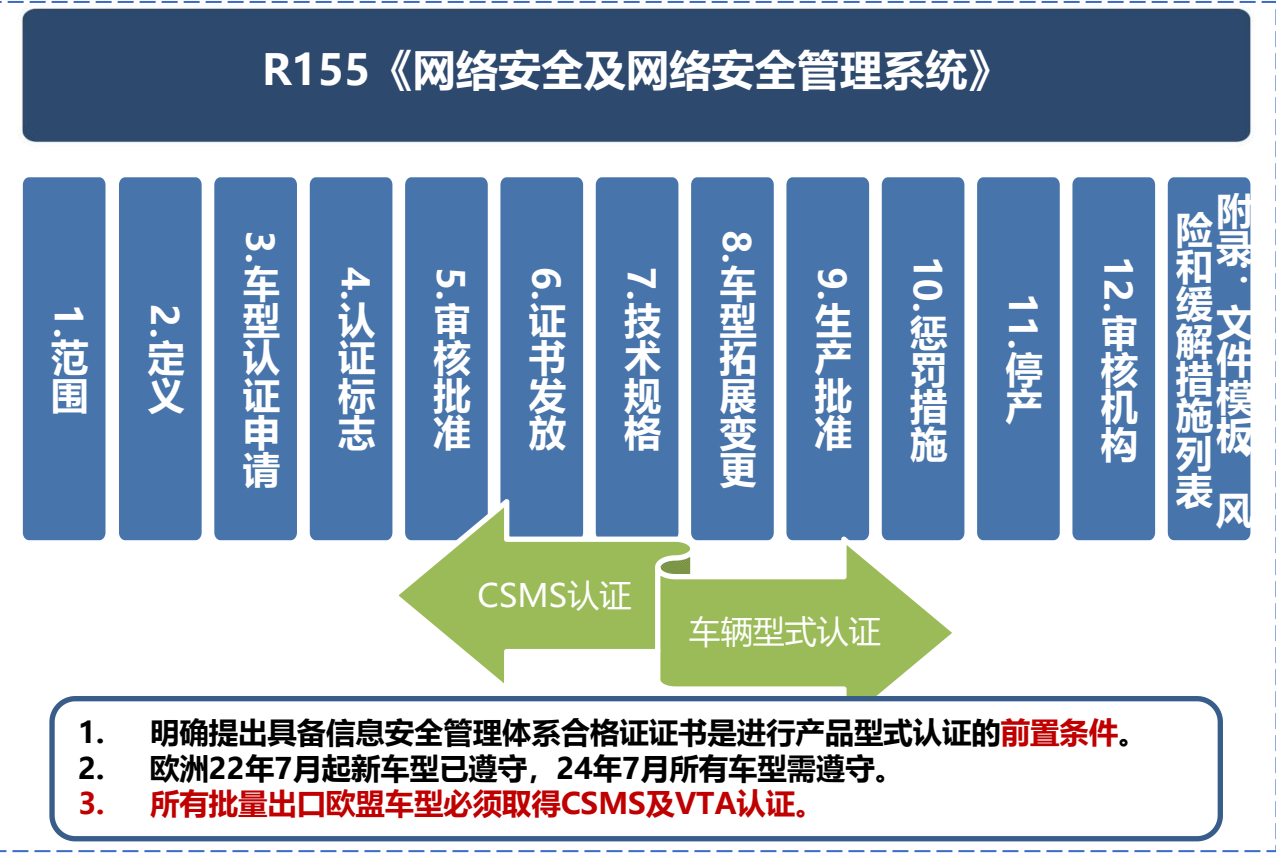 R155《网络安全及网络安全管理系统》
1.范围
2.定义
3.车型认证申请
4.认证标志
5.审核批准
6.证书发放
7.技术规格
8.车型拓展变更
9.生产批准
10.惩罚措施
11.停产
12.审核机构
附录：文件模板、风
险和缓解措施列表
CSMS认证
车辆型式认证
1. 明确提出具备信息安全管理体系合格证证书是进行产品型式认证的前置条件。
2. 欧洲22年7月起新车型已遵守，24年7月所有车型需遵守。
3. 所有批量出口欧盟车型必须取得CSMS及VTA认证。